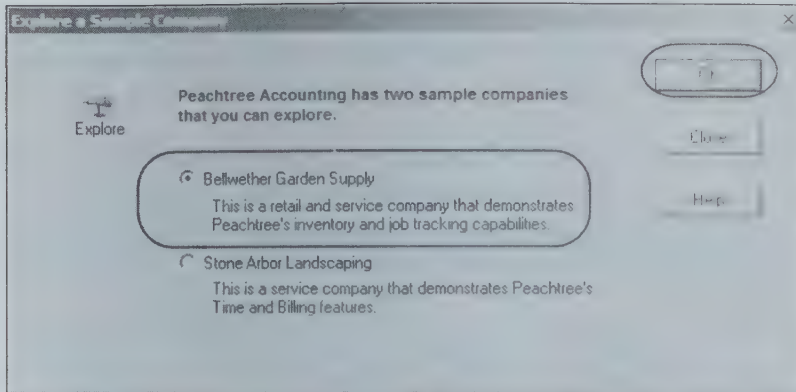 Explore a Sample Company
Explore
Peachtree Accounting has two sample companies
that you can explore.
Bellwether Garden Supply
This is a retail and service company that demonstrates
Peachtree's inventory and job tracking capabilities.
Stone Arbor Landscaping
This is a service company that demonstrates Peachtree's
Time and Billing features.
Close
Help